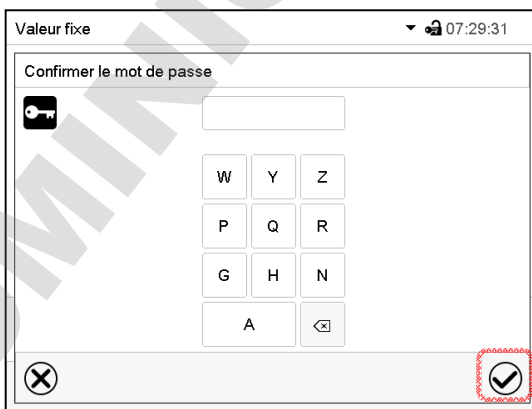 Valeur fixe 07:29:31
Confirmer le mot de passe
W Y Z
P Q R
G H N
A